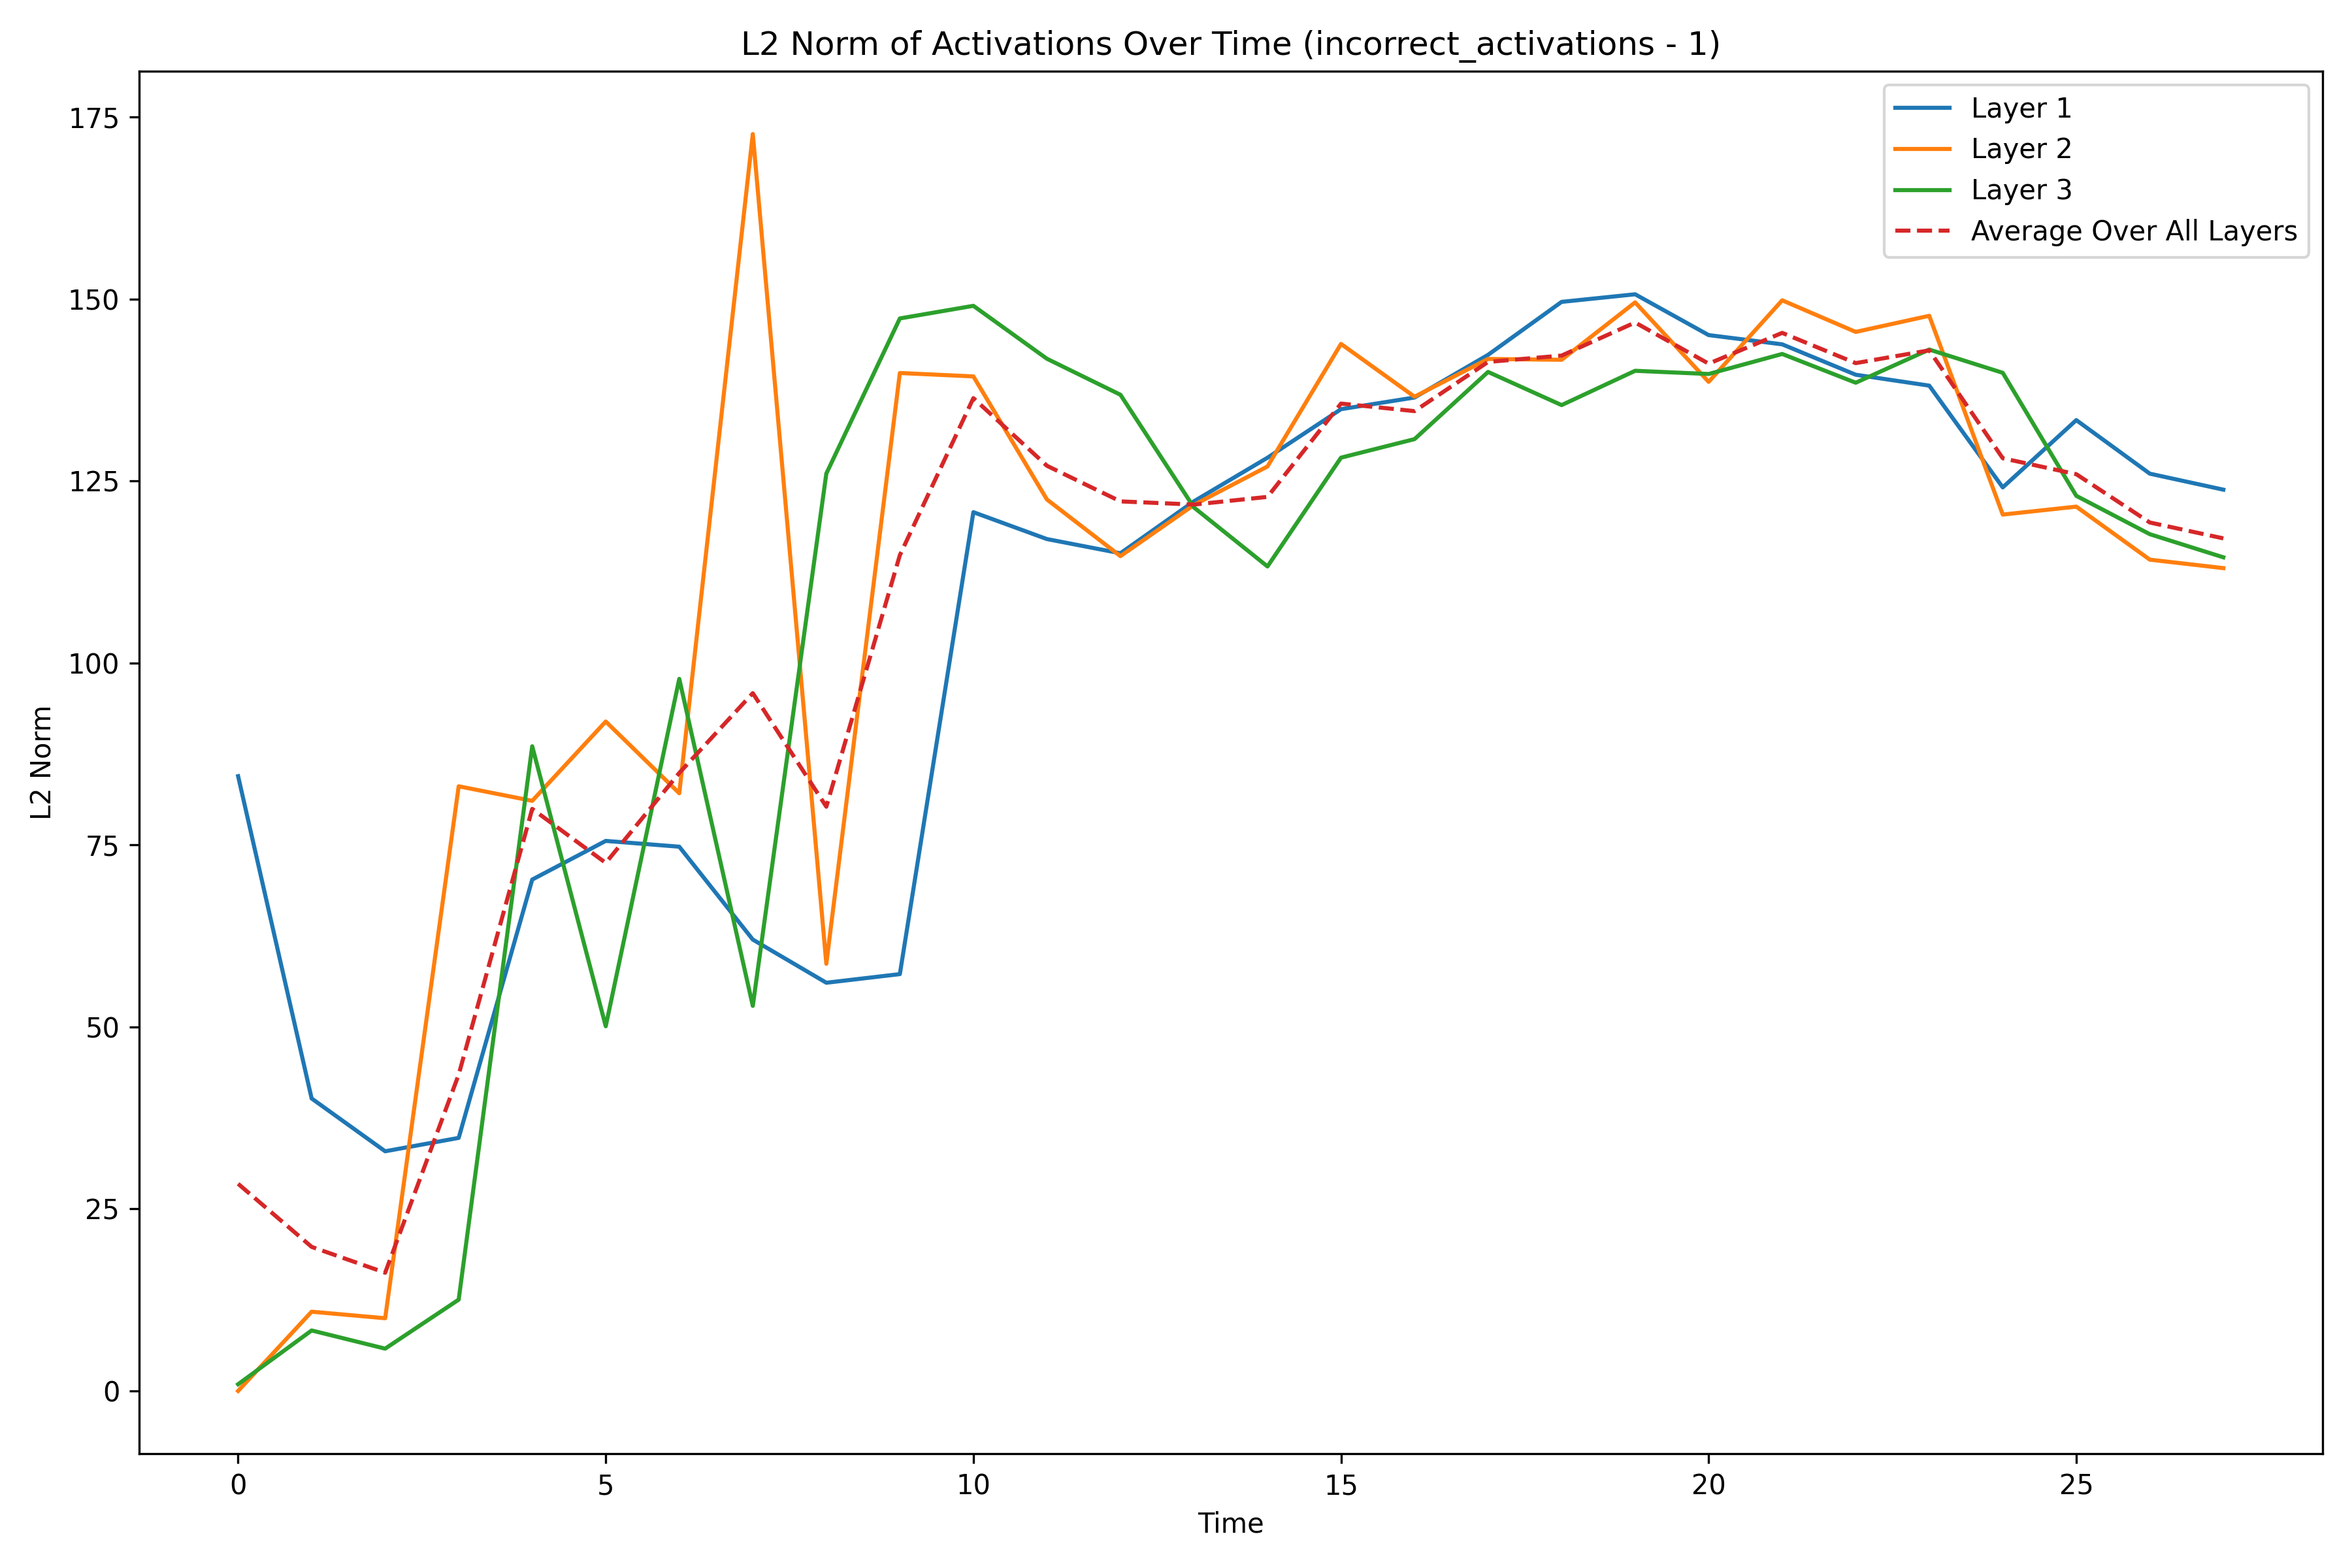 L2 Norm of Activations Over Time (incorrect_activations - 1)
Layer 1
Layer 2
Layer 3
Average Over All Layers
L2 Norm
175
150
125
100
75
50
25
0
0 5 10 15 20 25
Time